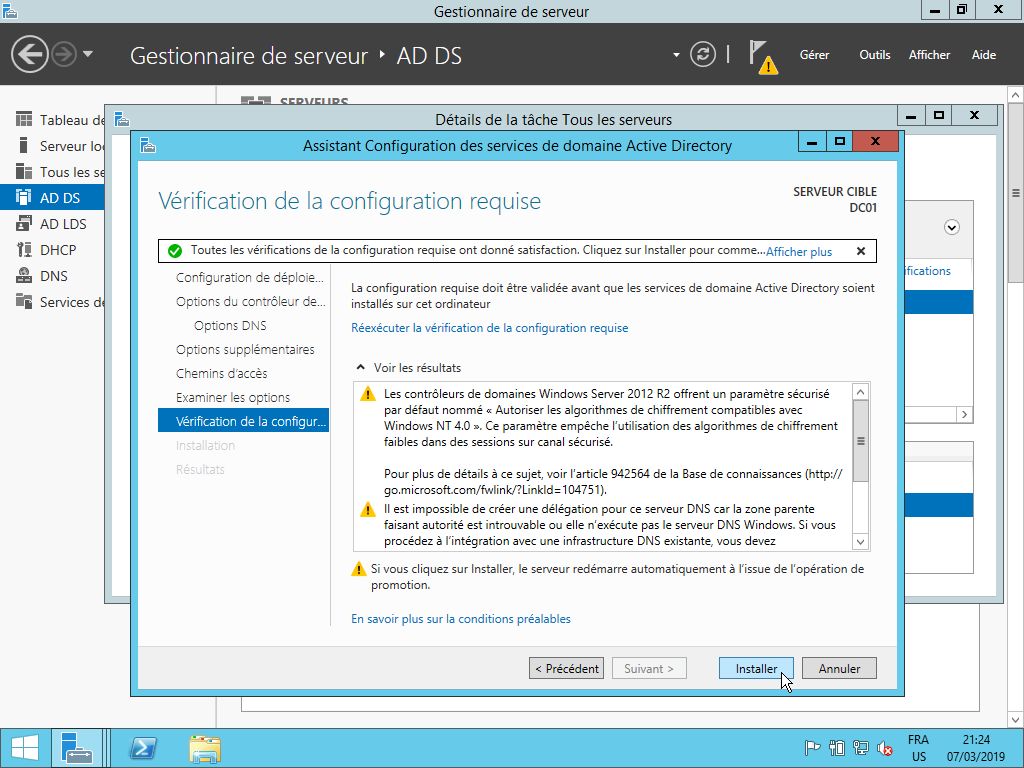 Gestionnaire de serveur
Gestionnaire de serveur ‣ AD DS
Gérer
Outils
Afficher
Aide
SERVEURS
Tableau de
Serveur loc
Tous les se
AD DS
AD LDS
DHCP
DNS
Services de
Détails de la tâche Tous les serveurs
Assistant Configuration des services de domaine Active Directory
Vérification de la configuration requise
SERVEUR CIBLE
DC01
Toutes les vérifications de la configuration requise ont donné satisfaction. Cliquez sur Installer pour comme...Afficher plus
Configuration de déploie...
Options du contrôleur de...
Options DNS
Options supplémentaires
Chemins d'accès
Examiner les options
Vérification de la configur...
Installation
Résultats
La configuration requise doit être validée avant que les services de domaine Active Directory soient
installés sur cet ordinateur
Réexécuter la vérification de la configuration requise
Voir les résultats
Les contrôleurs de domaines Windows Server 2012 R2 offrent un paramètre sécurisé
par défaut nommé « Autoriser les algorithmes de chiffrement compatibles avec
Windows NT 4.0 ». Ce paramètre empêche l'utilisation des algorithmes de chiffrement
faibles dans des sessions sur canal sécurisé.
Pour plus de détails à ce sujet, voir l'article 942564 de la Base de connaissances (http://
go.microsoft.com/fwlink/?LinkId=104751).
Il est impossible de créer une délégation pour ce serveur DNS car la zone parente
faisant autorité est introuvable ou elle n'exécute pas le serveur DNS Windows. Si vous
procédez à l'intégration avec une infrastructure DNS existante, vous devez
Si vous cliquez sur Installer, le serveur redémarre automatiquement à l'issue de l'opération de
promotion.
En savoir plus sur la conditions préalables
ifications
< Précédent
Suivant >
Installer
Annuler
FRA
US
21:24
07/03/2019